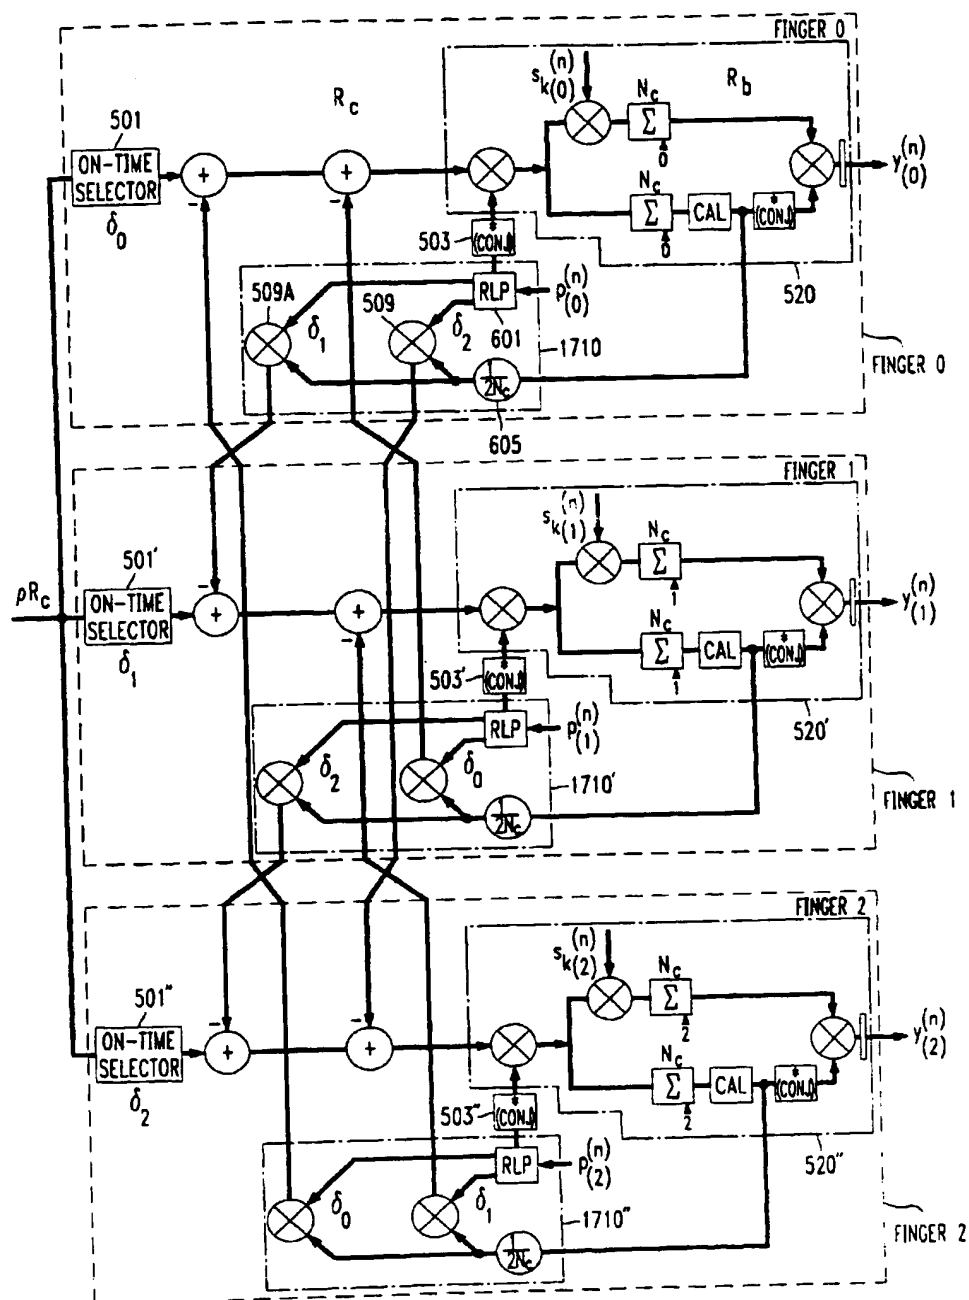 FINGER 0
s_k(0)^(n)
R_b
R_c
N_c
501
ON-TIME
SELECTOR
δ_0
+
+
-
-
Σ
0
y_(0)^(n)
N_c
Σ
0
CAL
*
(CONJ)
503
*
(CONJ)
520
509A
509
RLP
p_(0)^(n)
δ_1
δ_2
601
1710
FINGER 0
1/2N_c
605
FINGER 1
s_k(1)^(n)
N_c
501'
ON-TIME
SELECTOR
δ_1
ρR_c
+
+
-
-
Σ
1
y_(1)^(n)
N_c
Σ
1
CAL
*
(CONJ)
503'
*
(CONJ)
520'
RLP
p_(1)^(n)
δ_2
δ_0
1710'
FINGER 1
1/2N_c
FINGER 2
s_k(2)^(n)
N_c
501"
ON-TIME
SELECTOR
δ_2
+
+
-
-
Σ
2
y_(2)^(n)
N_c
Σ
2
CAL
*
(CONJ)
503"
*
(CONJ)
520"
RLP
p_(2)^(n)
δ_0
δ_1
1710"
FINGER 2
1/2N_c